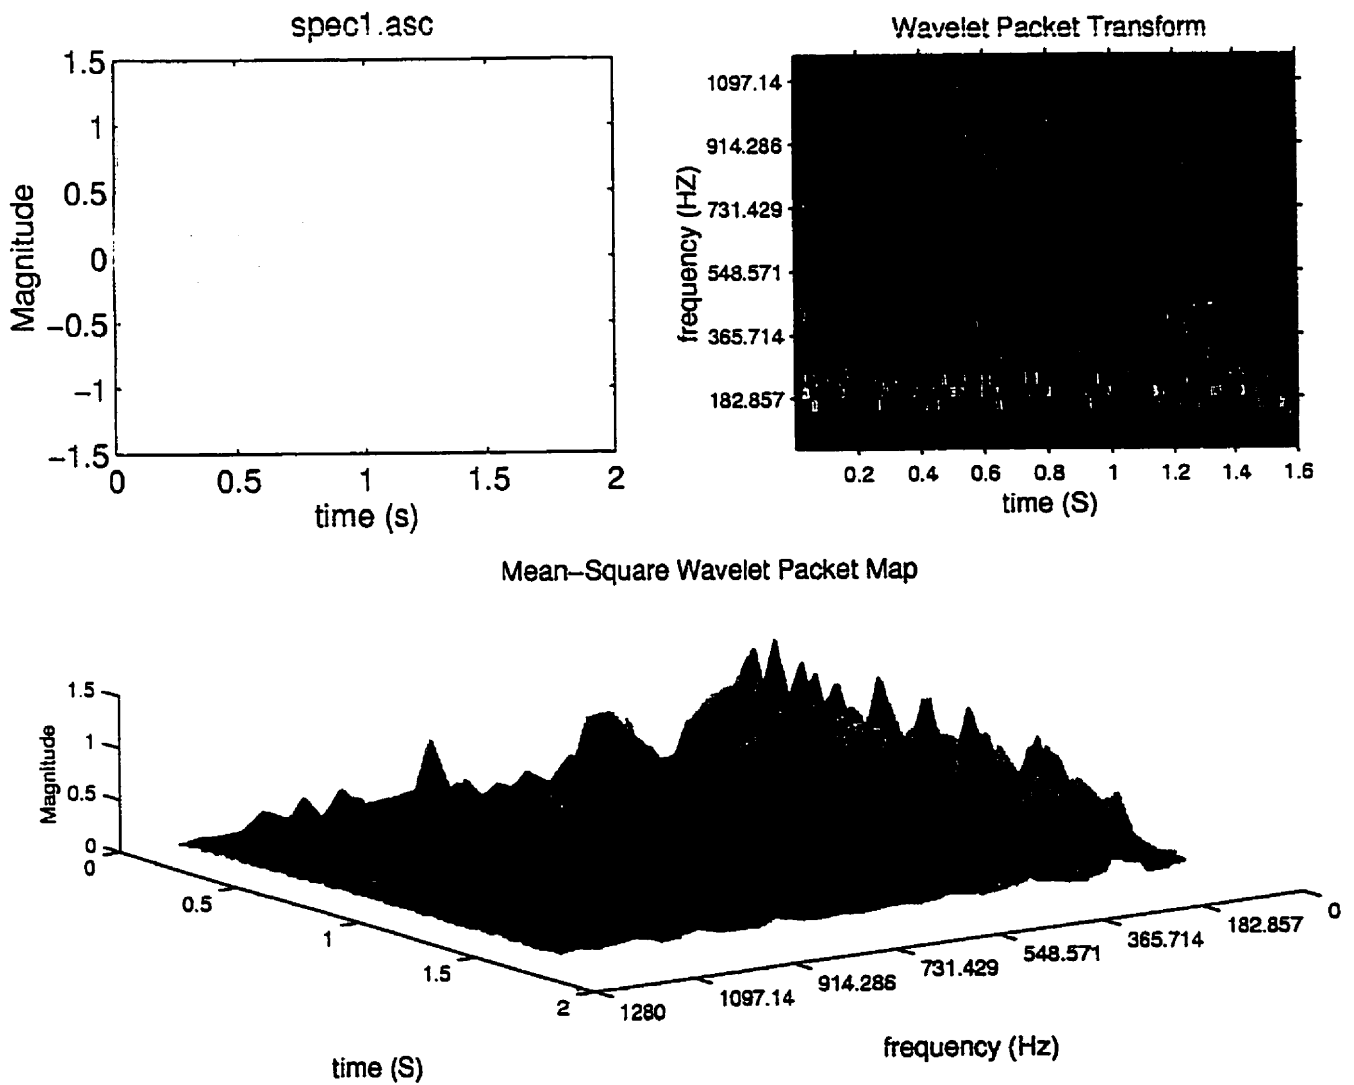 spec1.asc
1.5
1
0.5
0
−0.5
−1
−1.5
Magnitude
0 0.5 1 1.5 2
time (s)
Wavelet Packet Transform
1097.14
914.286
731.429
548.571
365.714
182.857
frequency (HZ)
0.2 0.4 0.6 0.8 1 1.2 1.4 1.6
time (S)
Mean–Square Wavelet Packet Map
1.5
1
0.5
0
Magnitude
0
0.5
1
1.5
2
time (S)
1280
1097.14
914.286
731.429
548.571
365.714
182.857
0
frequency (Hz)